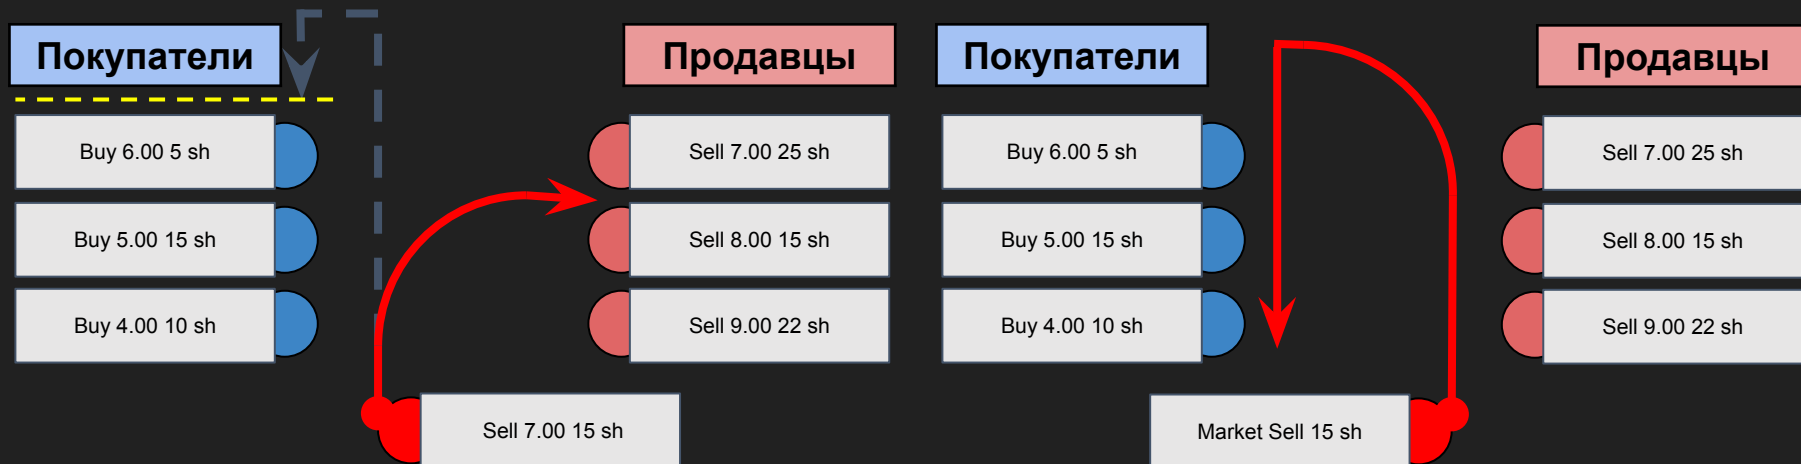 Покупатели
Продавцы
Buy 6.00 5 sh
Sell 7.00 25 sh
Buy 5.00 15 sh
Sell 8.00 15 sh
Buy 4.00 10 sh
Sell 9.00 22 sh
Sell 7.00 15 sh
Покупатели
Продавцы
Buy 6.00 5 sh
Sell 7.00 25 sh
Buy 5.00 15 sh
Sell 8.00 15 sh
Buy 4.00 10 sh
Sell 9.00 22 sh
Market Sell 15 sh